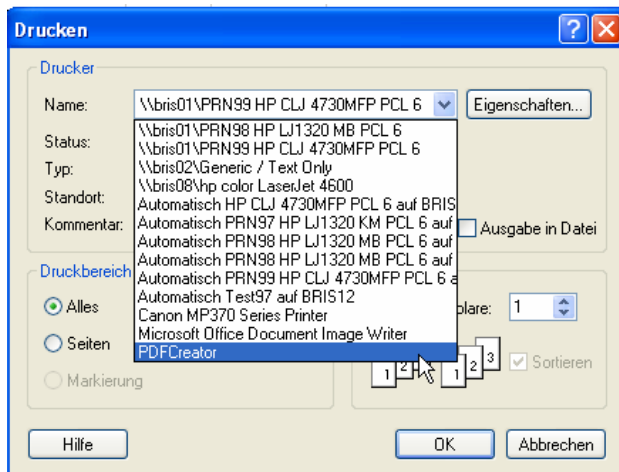 Drucken
Drucker
Name: \\bris01\PRN99 HP CLJ 4730MFP PCL 6 Eigenschaften...
\\bris01\PRN98 HP LJ1320 MB PCL 6
Status:
\\bris01\PRN99 HP CLJ 4730MFP PCL 6
Typ:
\\bris02\Generic / Text Only
\\bris08\hp color LaserJet 4600
Standort:
Automatisch HP CLJ 4730MFP PCL 6 auf BRIS
Kommentar:
Automatisch PRN97 HP LJ1320 KM PCL 6 auf
Ausgabe in Datei
Automatisch PRN98 HP LJ1320 MB PCL 6 auf
Automatisch PRN98 HP LJ1320 MB PCL 6 auf
Druckbereich
Automatisch PRN99 HP CLJ 4730MFP PCL 6 a
Automatisch Test97 auf BRIS12
Alles
Canon MP370 Series Printer
plare: 1
Microsoft Office Document Image Writer
Seiten
PDFCreator
1 2 1 2 3
Sortieren
Markierung
Hilfe OK Abbrechen